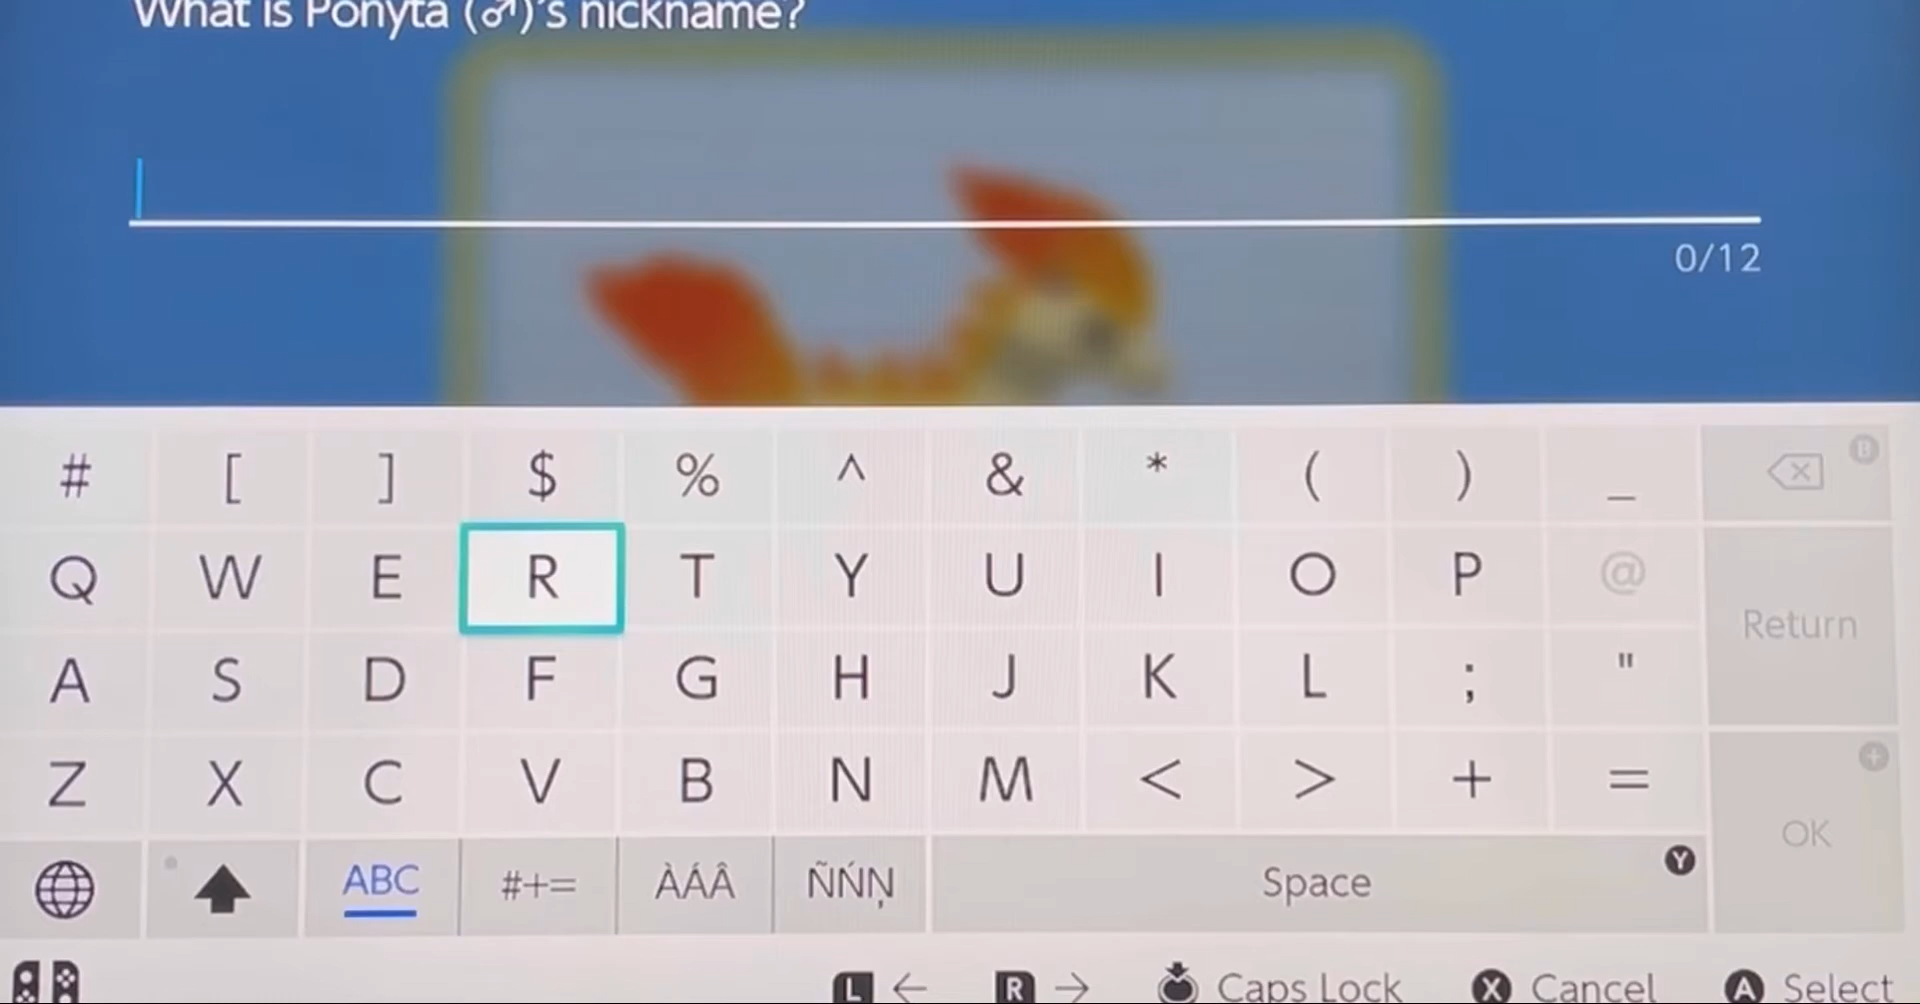 What is Ponyta (♂)'s nickname?
0/12
# [ ] $ % ^ & * ( ) _ B
Q W E R T Y U I O P @ Return
A S D F G H J K L ; "
Z X C V B N M < > + = + OK
ABC #+= ÀÁÂ ÑŃŅ Space Y
L ← R → Caps Lock X Cancel A Select